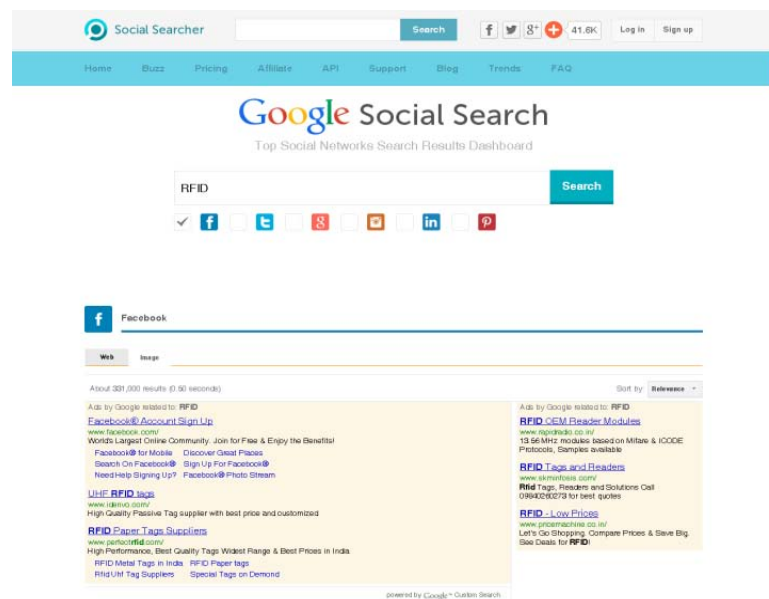 Social Searcher
Search
41.6K
Log in
Sign up
Home Buzz Pricing Affiliate API Support Blog Trends FAQ
Google Social Search
Top Social Networks Search Results Dashboard
RFID
Search
Facebook
Web Image
About 331,000 results (0.60 seconds)
Sort by: Relevance
Ads by Google related to: RFID
Facebook® Account Sign Up
www.facebook.com/
World's Largest Online Community. Join for Free & Enjoy the Benefits!
Facebook® for Mobile Discover Great Places
Search On Facebook® Sign Up For Facebook®
Need Help Signing Up? Facebook® Photo Stream
UHF RFID tags
www.idenvo.com/
High Quality Passive Tag supplier with best price and customized
RFID Paper Tags Suppliers
www.perfectrfid.com/
High Performance, Best Quality Tags Widest Range & Best Prices in India
RFID Metal Tags in India RFID Paper tags
Rfid Uhf Tag Suppliers Special Tags on Demond
Ads by Google related to: RFID
RFID OEM Reader Modules
www.rapidradio.co.in/
13.56 MHz modules based on Mifare & ICODE
Protocols, Samples available
RFID Tags and Readers
www.skminfosis.com/
Rfid Tags, Readers and Solutions Call
09840260273 for best quotes
RFID - Low Prices
www.pricemachine.co.in/
Let's Go Shopping. Compare Prices & Save Big.
See Deals for RFID!
powered by Google™ Custom Search